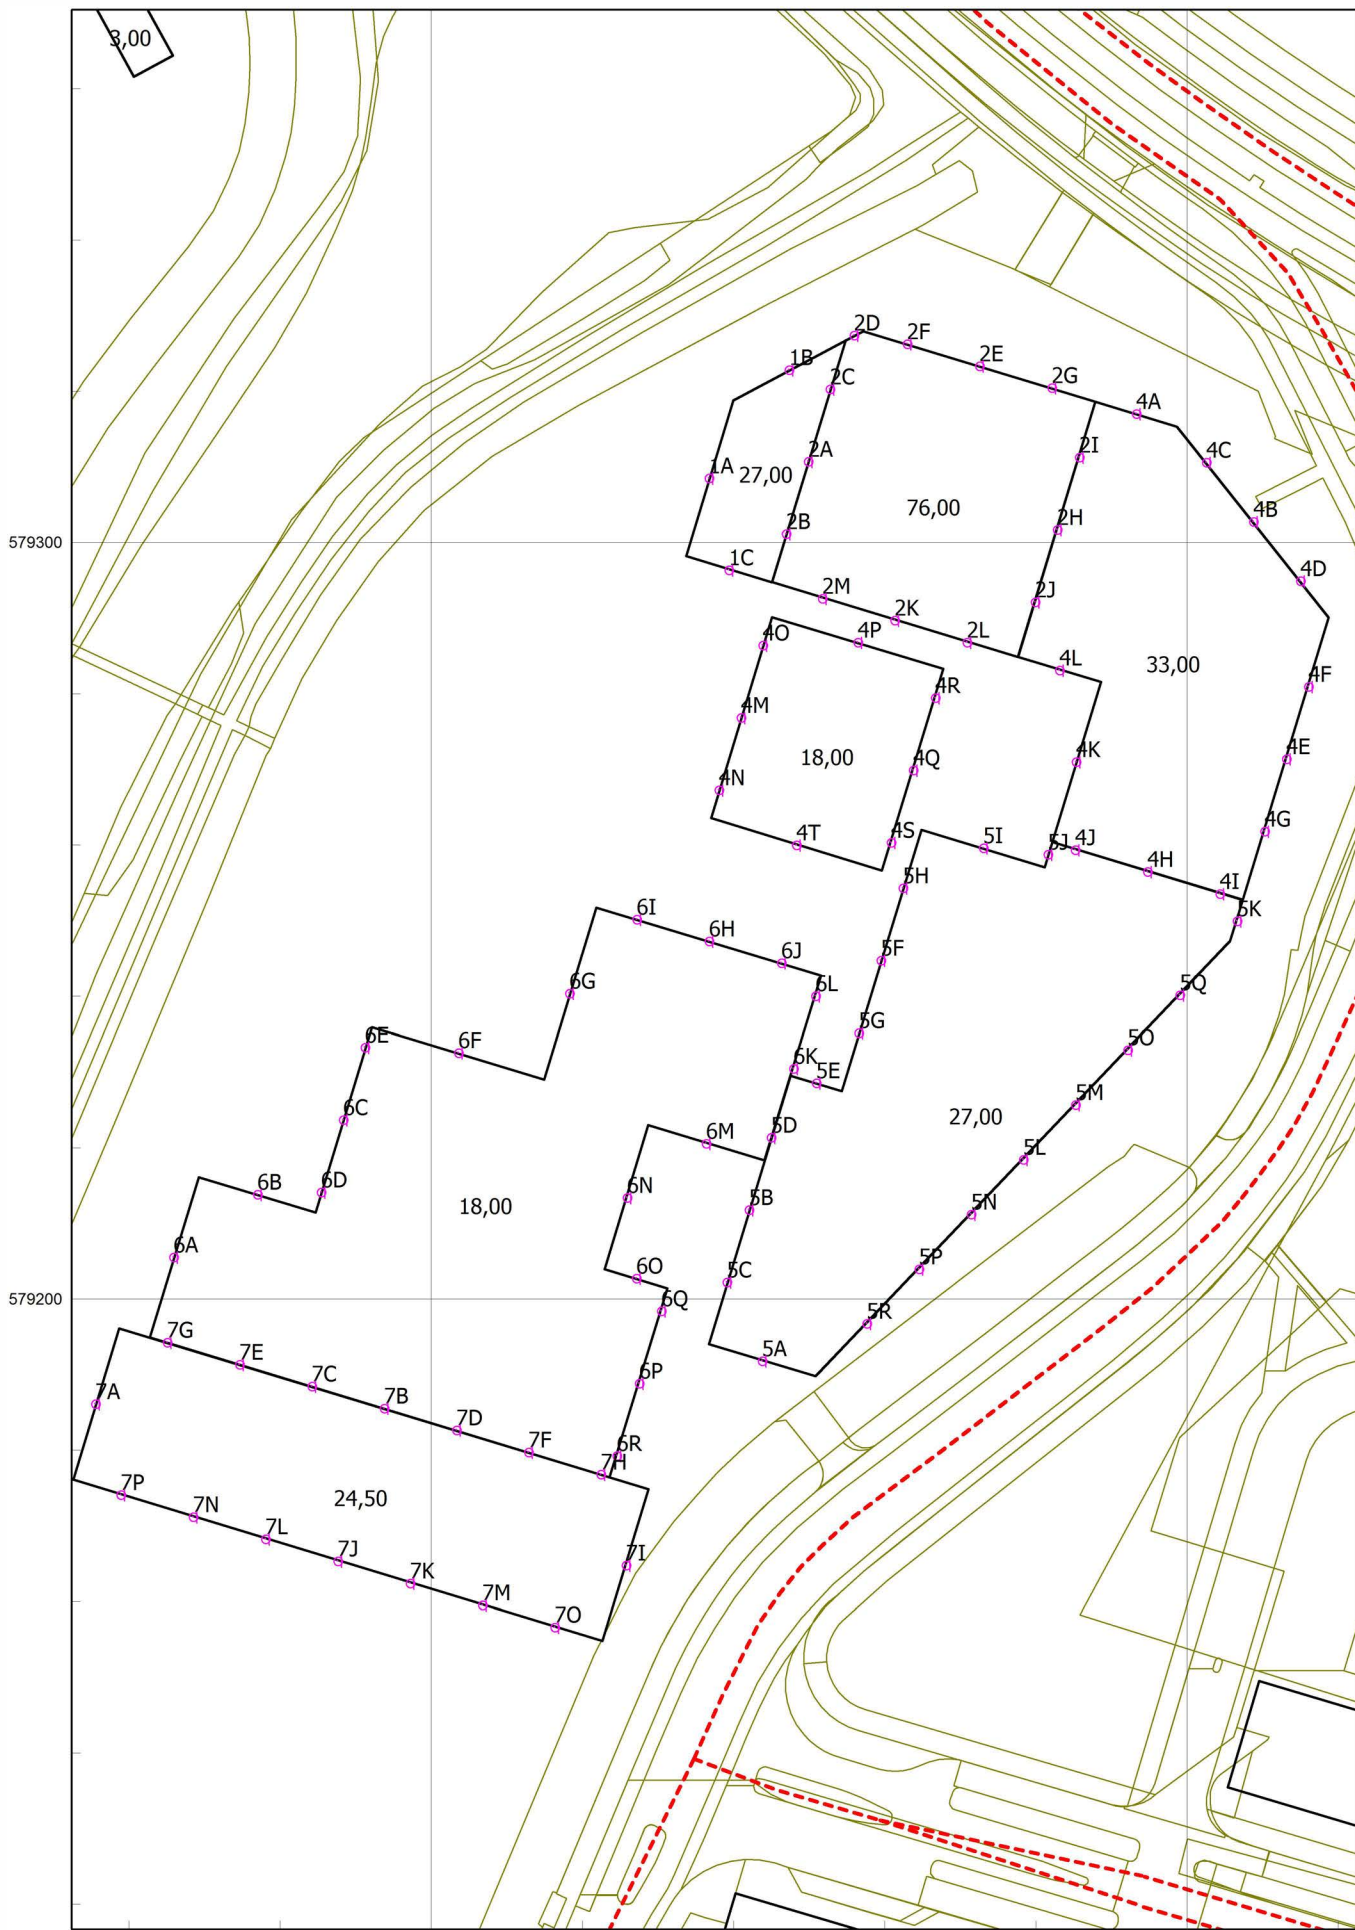 3,00
2D
2F
1B
2E
2C
2G
4A
2I
4C
2A
1A
27,00
76,00
4B
2H
2B
579300
1C
4D
2M
2J
2K
4O
4P
2L
4L
33,00
4F
4R
4M
18,00
4K
4E
4Q
4N
4G
4S
4T
5I
5J
4J
4H
5H
4I
6I
5K
6H
5F
6J
6L
6G
5Q
5G
6E
6F
5O
6K
5E
5M
6C
27,00
6M
5D
5L
6B
6D
6N
18,00
5B
5N
6A
6O
5C
5P
579200
6Q
5R
7G
7E
5A
7C
6P
7A
7B
7D
7F
6R
7H
7P
24,50
7N
7L
7J
7I
7K
7M
7O